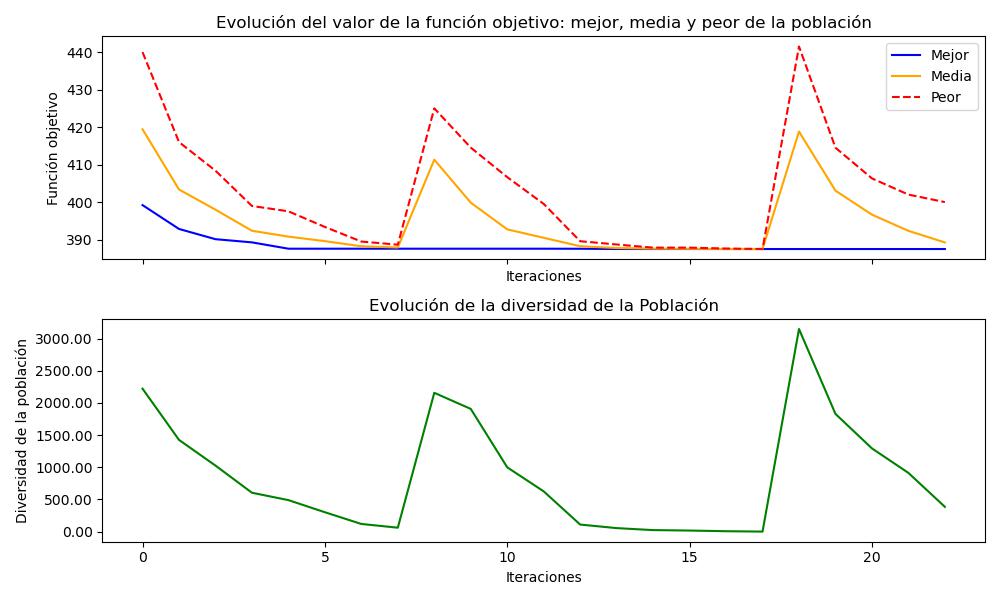 Evolución del valor de la función objetivo: mejor, media y peor de la población
Función objetivo
440
430
420
410
400
390
Mejor
Media
Peor
Iteraciones
Evolución de la diversidad de la Población
Diversidad de la población
3000.00
2500.00
2000.00
1500.00
1000.00
500.00
0.00
0 5 10 15 20
Iteraciones